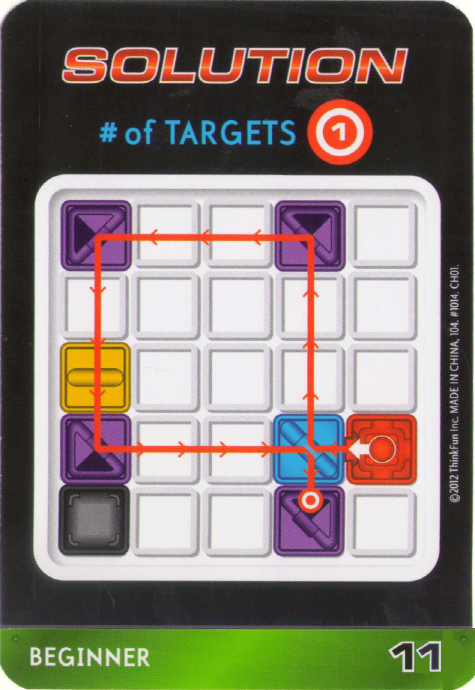 SOLUTION
# of TARGETS 1
©2012 ThinkFun Inc. MADE IN CHINA, 104. #1014. CH01.
BEGINNER
11